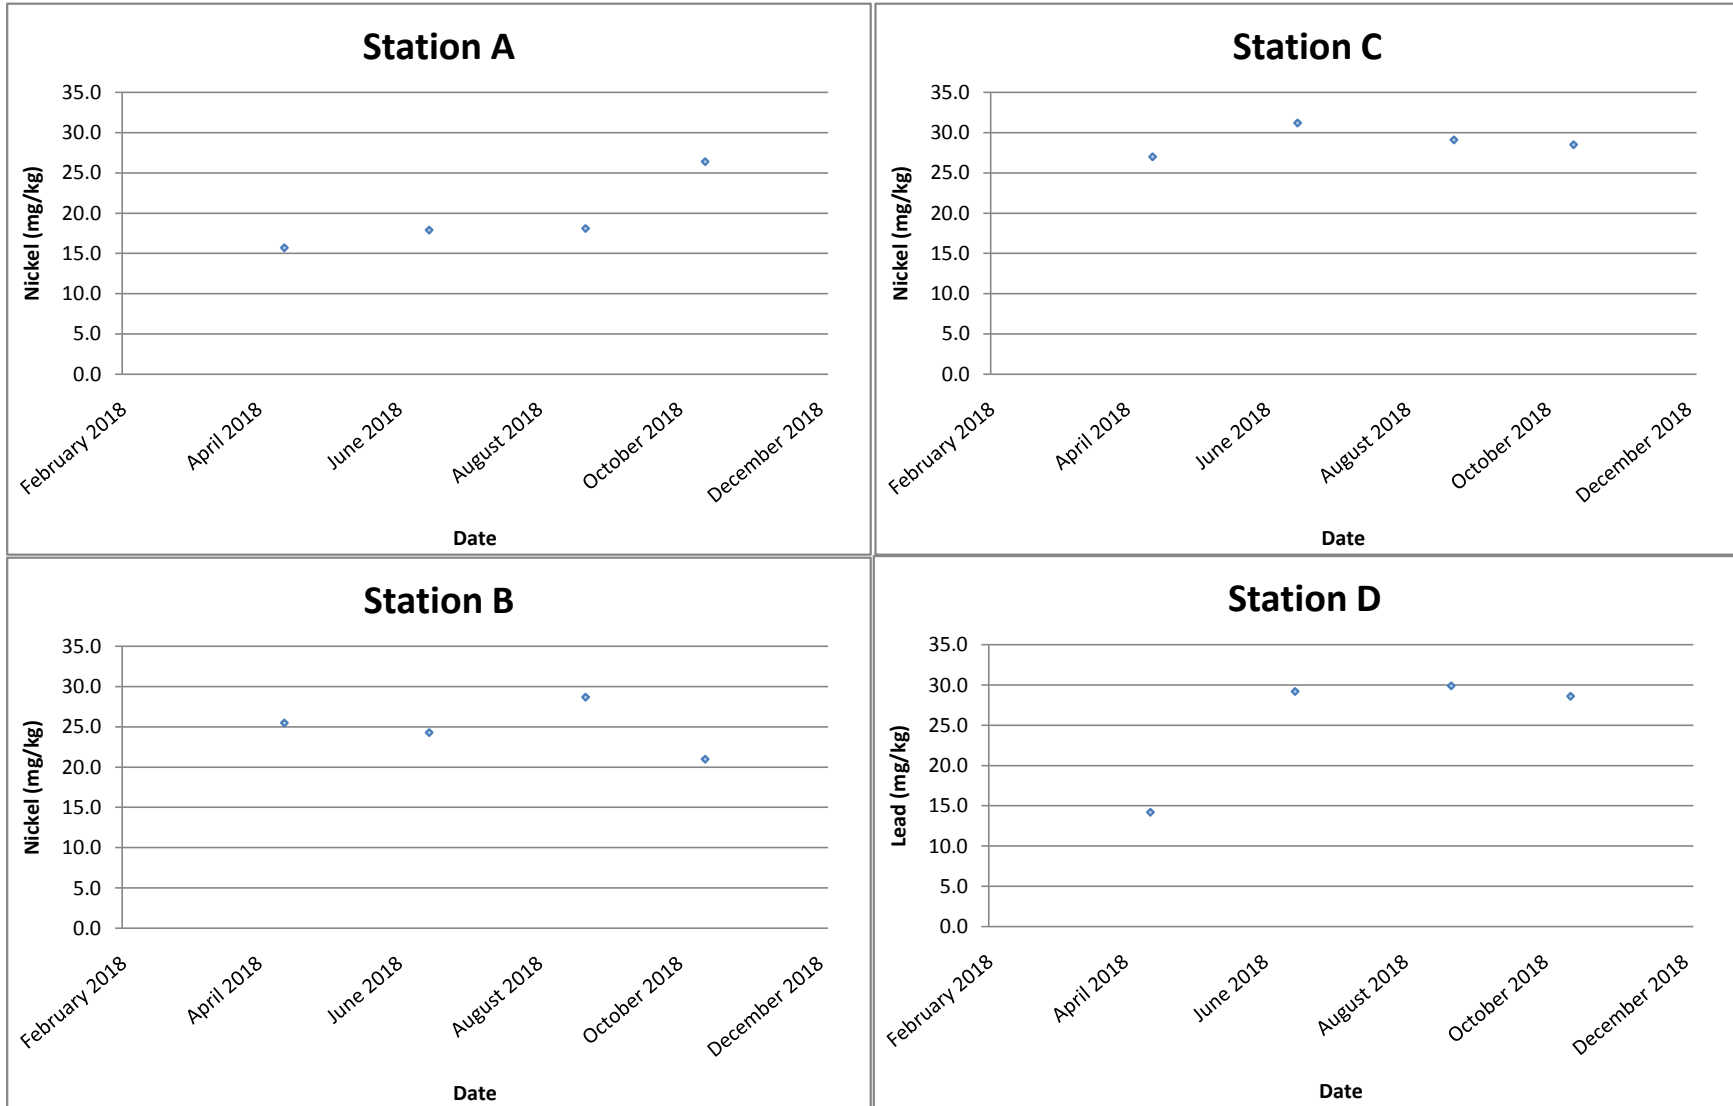 Station A
Nickel (mg/kg)
35.0
30.0
25.0
20.0
15.0
10.0
5.0
0.0
February 2018
April 2018
June 2018
August 2018
October 2018
December 2018
Date
Station C
Nickel (mg/kg)
35.0
30.0
25.0
20.0
15.0
10.0
5.0
0.0
February 2018
April 2018
June 2018
August 2018
October 2018
December 2018
Date
Station B
Nickel (mg/kg)
35.0
30.0
25.0
20.0
15.0
10.0
5.0
0.0
February 2018
April 2018
June 2018
August 2018
October 2018
December 2018
Date
Station D
Lead (mg/kg)
35.0
30.0
25.0
20.0
15.0
10.0
5.0
0.0
February 2018
April 2018
June 2018
August 2018
October 2018
December 2018
Date